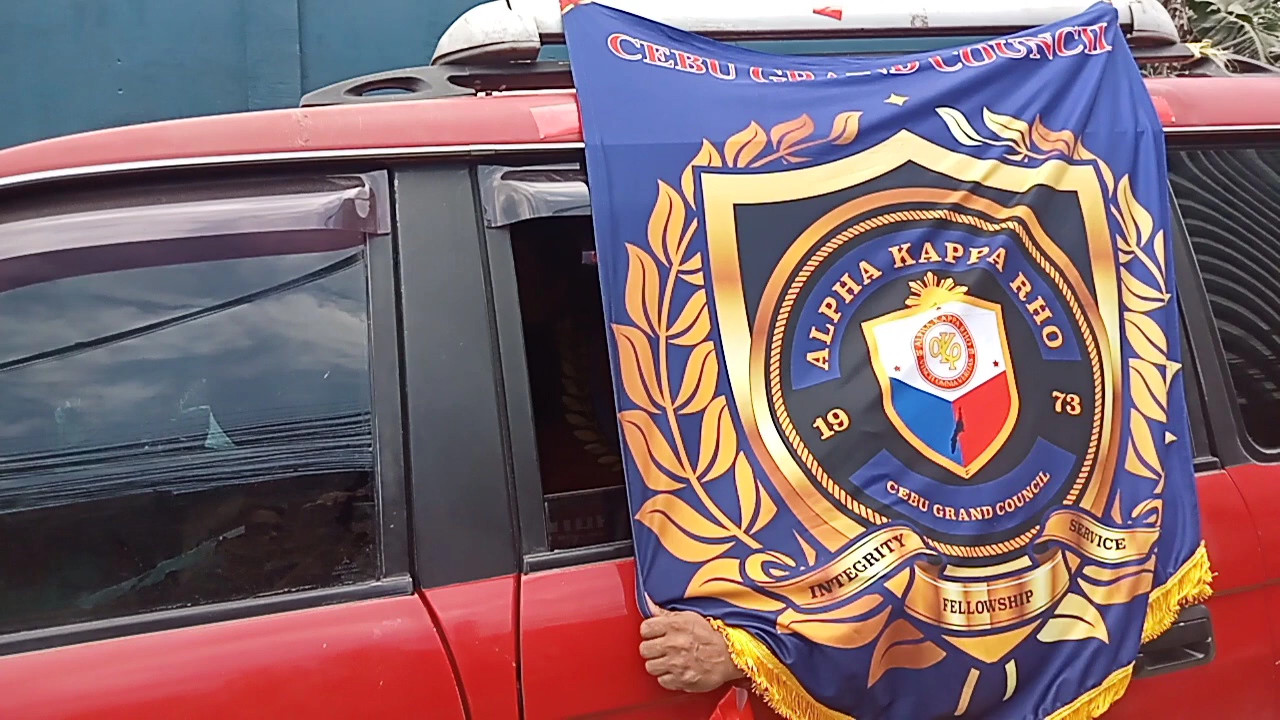 CEBU GRAND COUNCIL
ALPHA KAPPA RHO
19 73
CEBU GRAND COUNCIL
INTEGRITY
FELLOWSHIP
SERVICE